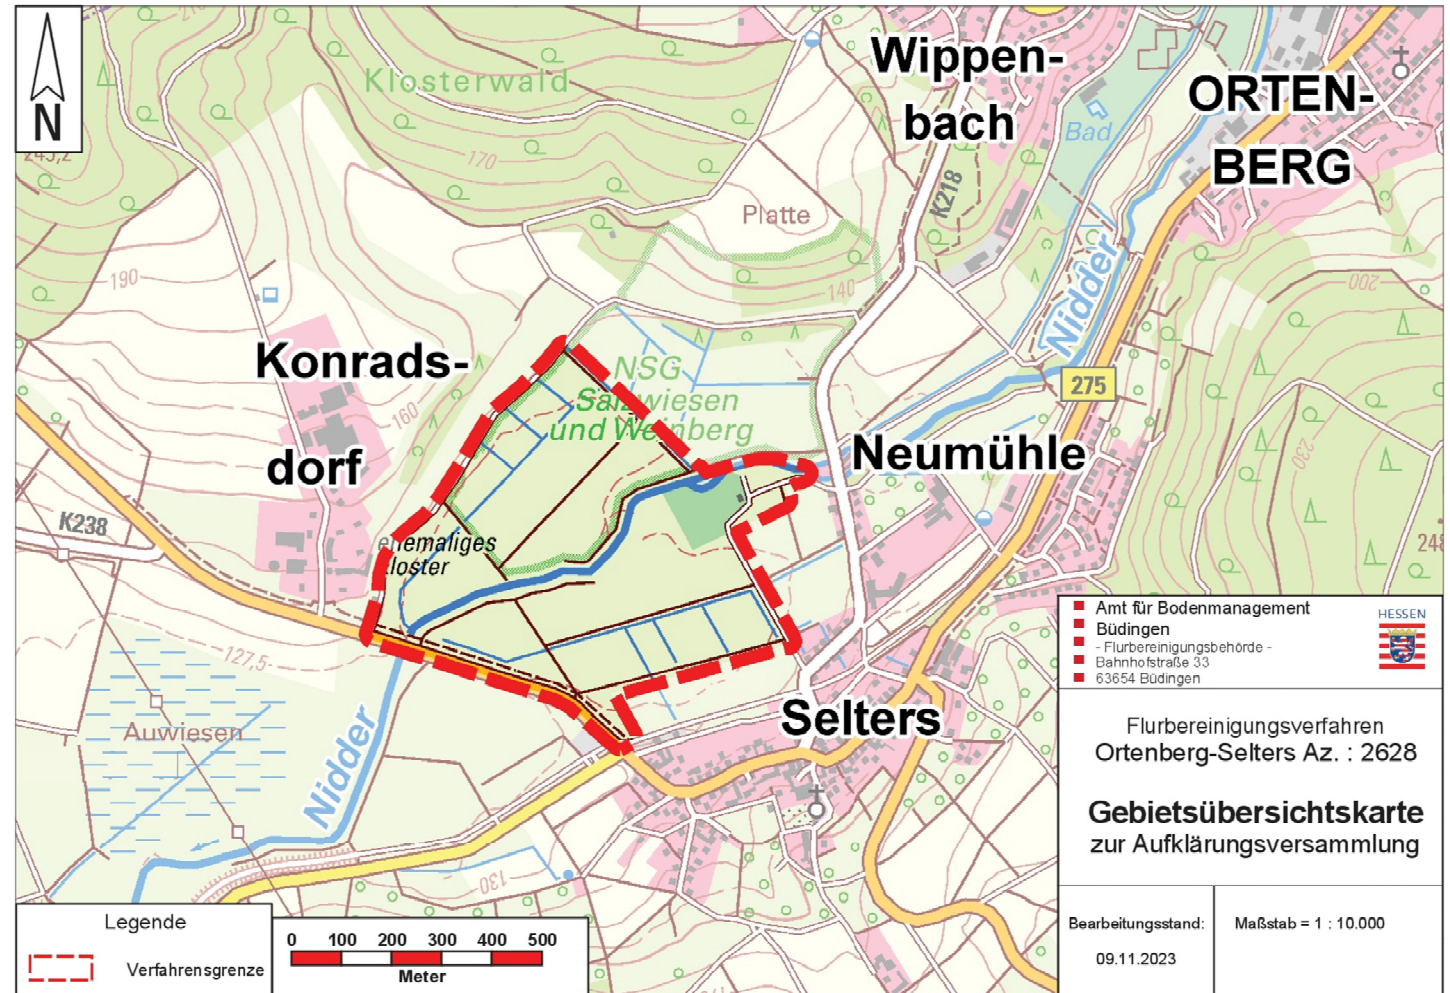 N
Klosterwald
Wippen-
bach
ORTEN-
BERG
Bad
170
K218
Platte
190
140
Nidder
200
275
Konrads-
dorf
160
NSG
Salzwiesen
und Weinberg
Neumühle
230
K238
ehemaliges
Kloster
127,5
Auwiesen
Nidder
Selters
130
Amt für Bodenmanagement
Büdingen
- Flurbereinigungsbehörde -
Bahnhofstraße 33
63654 Büdingen
HESSEN
Flurbereinigungsverfahren
Ortenberg-Selters Az. : 2628
Gebietsübersichtskarte
zur Aufklärungsversammlung
Bearbeitungsstand:
09.11.2023
Maßstab = 1 : 10.000
Legende
Verfahrensgrenze
0 100 200 300 400 500
Meter